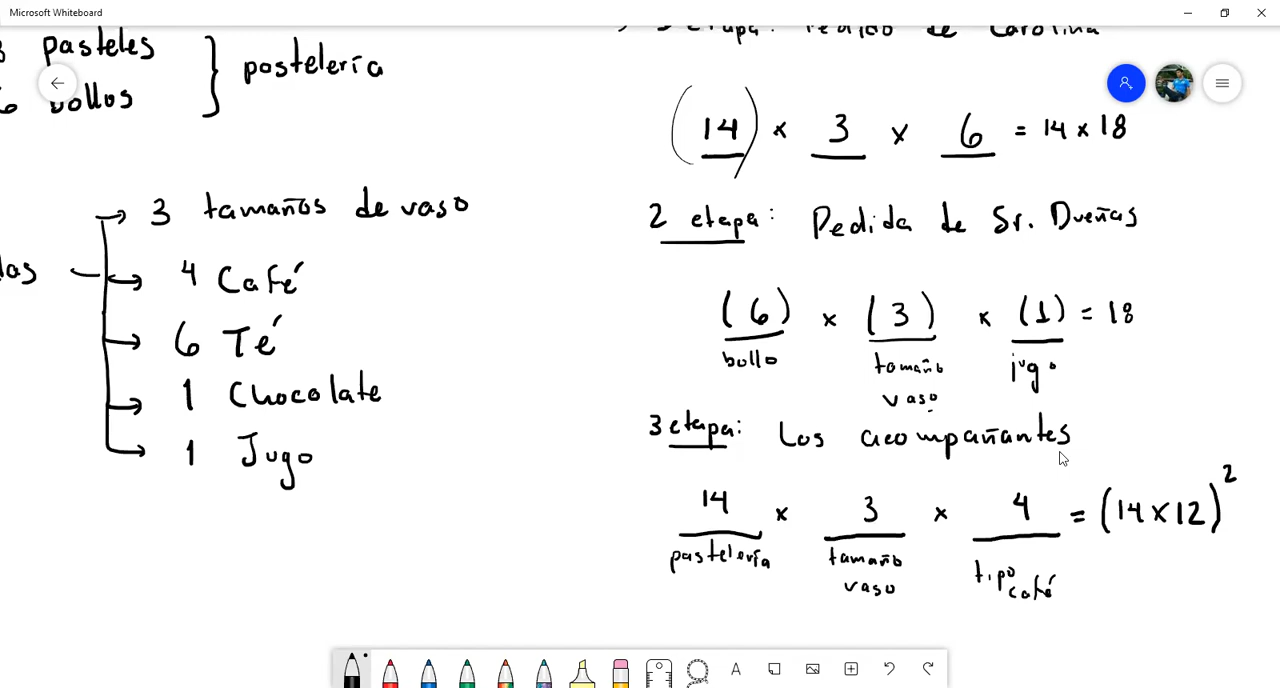 Microsoft Whiteboard
pasteles
bollos
} pastelería
3 tamaños de vaso
4 Café
6 Té
1 Chocolate
1 Jugo
etapa: Pedido de Carolina
(14) x 3 x 6 = 14 x 18
2 etapa: Pedida de Sr. Dueñas
(6) x (3) x (1) = 18
bollo tamaño vaso jugo
3 etapa: Los acompañantes
14 x 3 x 4 = (14 x 12)²
pastelería tamaño vaso tipo café